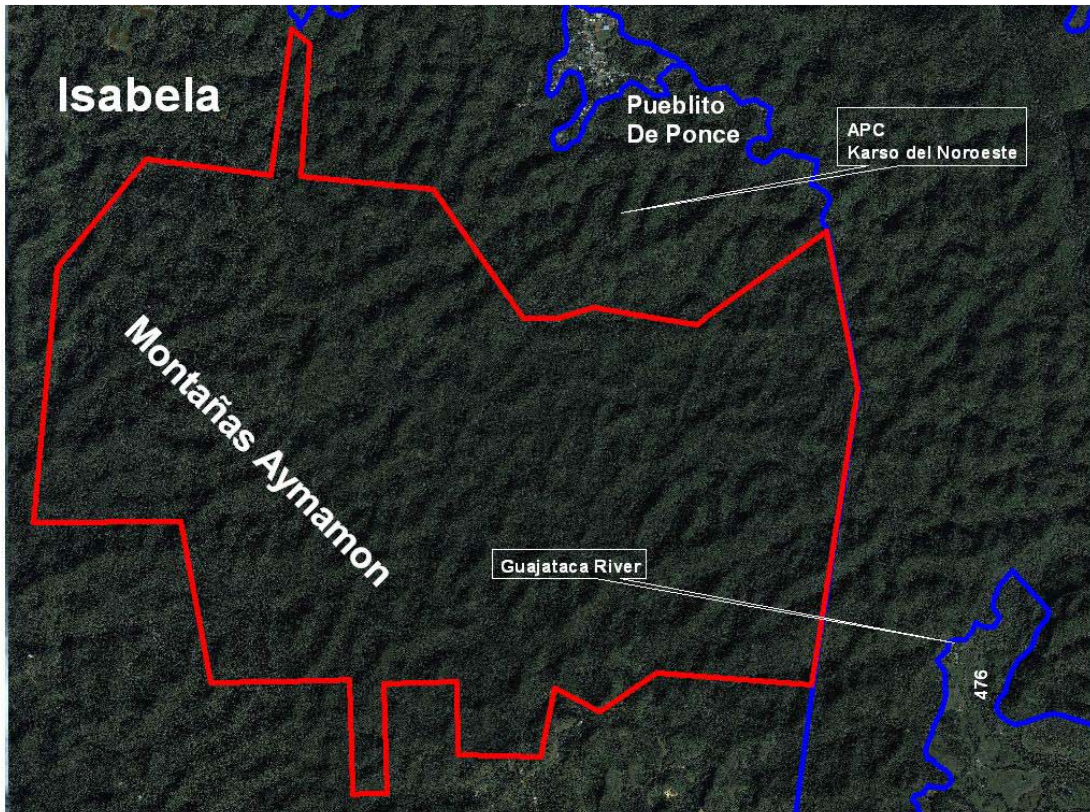 Isabela
Pueblito
De Ponce
APC
Karso del Noroeste
Montañas Aymamon
Guajataca River
476